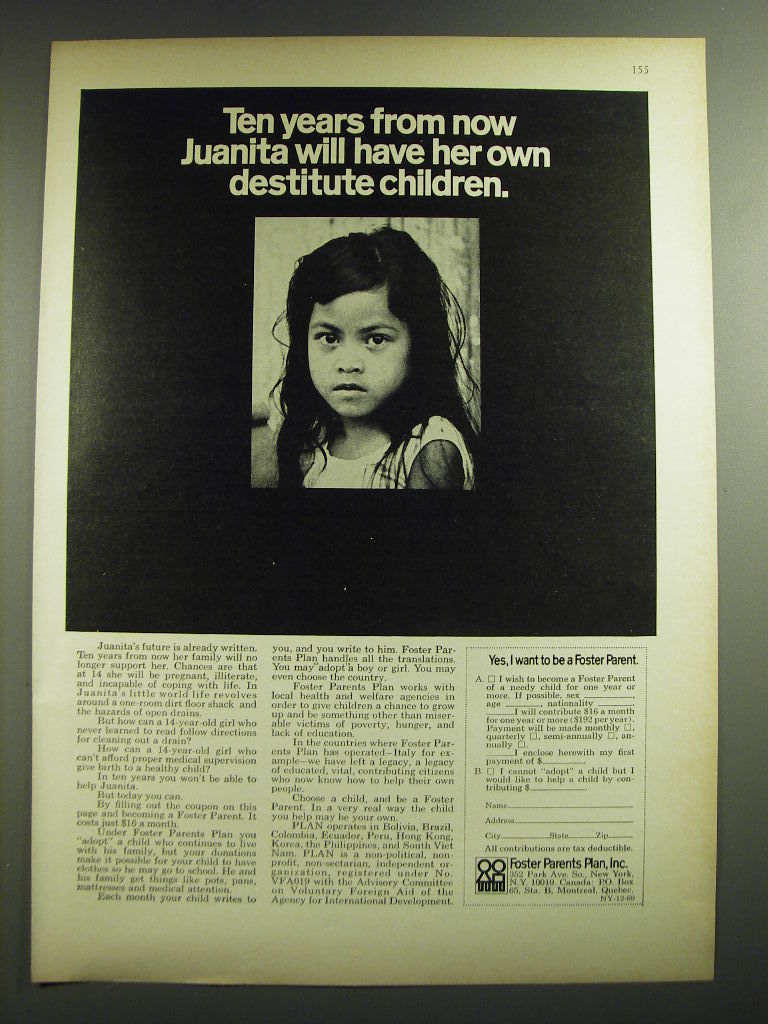 155
Ten years from now
Juanita will have her own
destitute children.
Juanita's future is already written.
Ten years from now her family will no
longer support her. Chances are that
at 14 she will be pregnant, illiterate,
and incapable of coping with life. In
Juanita's little world life revolves
around a one-room dirt floor shack and
the hazards of open drains.
But how can a 14-year-old girl who
never learned to read follow directions
for cleaning out a drain?
How can a 14-year-old girl who
can't afford proper medical supervision
give birth to a healthy child?
In ten years you won't be able to
help Juanita.
But today you can.
By filling out the coupon on this
page and becoming a Foster Parent. It
costs just $16 a month.
Under Foster Parents Plan you
"adopt" a child who continues to live
with his family, but your donations
make it possible for your child to have
clothes so he may go to school. He and
his family get things like pots, pans,
mattresses and medical attention.
Each month your child writes to
you, and you write to him. Foster Par-
ents Plan handles all the translations.
You may adopt a boy or girl. You may
even choose the country.
Foster Parents Plan works with
local health and welfare agencies in
order to give children a chance to grow
up and be something other than miser-
able victims of poverty, hunger, and
lack of education.
In the countries where Foster Par-
ents Plan has operated—Italy for ex-
ample—we have left a legacy, a legacy
of educated, vital, contributing citizens
who now know how to help their own
people.
Choose a child, and be a Foster
Parent. In a very real way the child
you help may be your own.
PLAN operates in Bolivia, Brazil,
Colombia, Ecuador, Peru, Hong Kong,
Korea, the Philippines, and South Viet
Nam. PLAN is a non-political, non-
profit, non-sectarian, independent or-
ganization, registered under No.
VFA019 with the Advisory Committee
on Voluntary Foreign Aid of the
Agency for International Development.
Yes, I want to be a Foster Parent.
A. □ I wish to become a Foster Parent
of a needy child for one year or
more. If possible, sex ________,
age ________, nationality ________
____I will contribute $16 a month
for one year or more ($192 per year).
Payment will be made monthly □,
quarterly □, semi-annually □, an-
nually □.
____I enclose herewith my first
payment of $________.
B. □ I cannot "adopt" a child but I
would like to help a child by con-
tributing $________
Name________
Address________
City________State________Zip________
All contributions are tax deductible.
Foster Parents Plan, Inc.
352 Park Ave. So., New York,
N.Y. 10010. Canada: P.O. Box
65, Sta. B, Montreal, Quebec.
NY-12-69